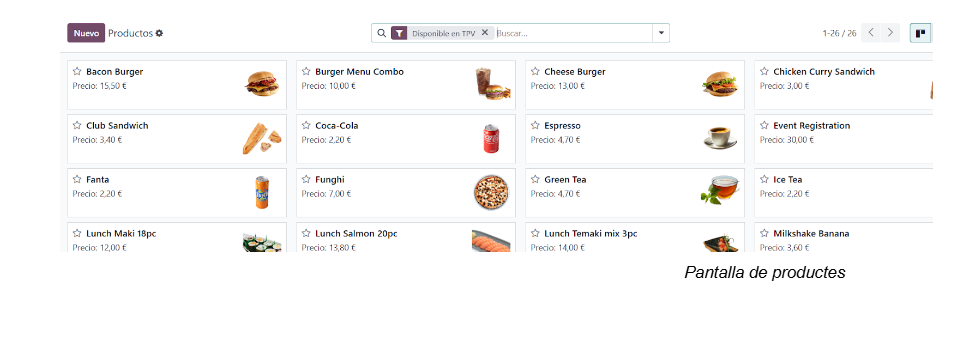 Nuevo Productos Disponible en TPV × Buscar... 1-26 / 26
Bacon Burger Burger Menu Combo Cheese Burger Chicken Curry Sandwich
Precio: 15,50 € Precio: 10,00 € Precio: 13,00 € Precio: 3,00 €
Club Sandwich Coca-Cola Espresso Event Registration
Precio: 3,40 € Precio: 2,20 € Precio: 4,70 € Precio: 30,00 €
Fanta Funghi Green Tea Ice Tea
Precio: 2,20 € Precio: 7,00 € Precio: 4,70 € Precio: 2,20 €
Lunch Maki 18pc Lunch Salmon 20pc Lunch Temaki mix 3pc Milkshake Banana
Precio: 12,00 € Precio: 13,80 € Precio: 14,00 € Precio: 3,60 €
Pantalla de productes